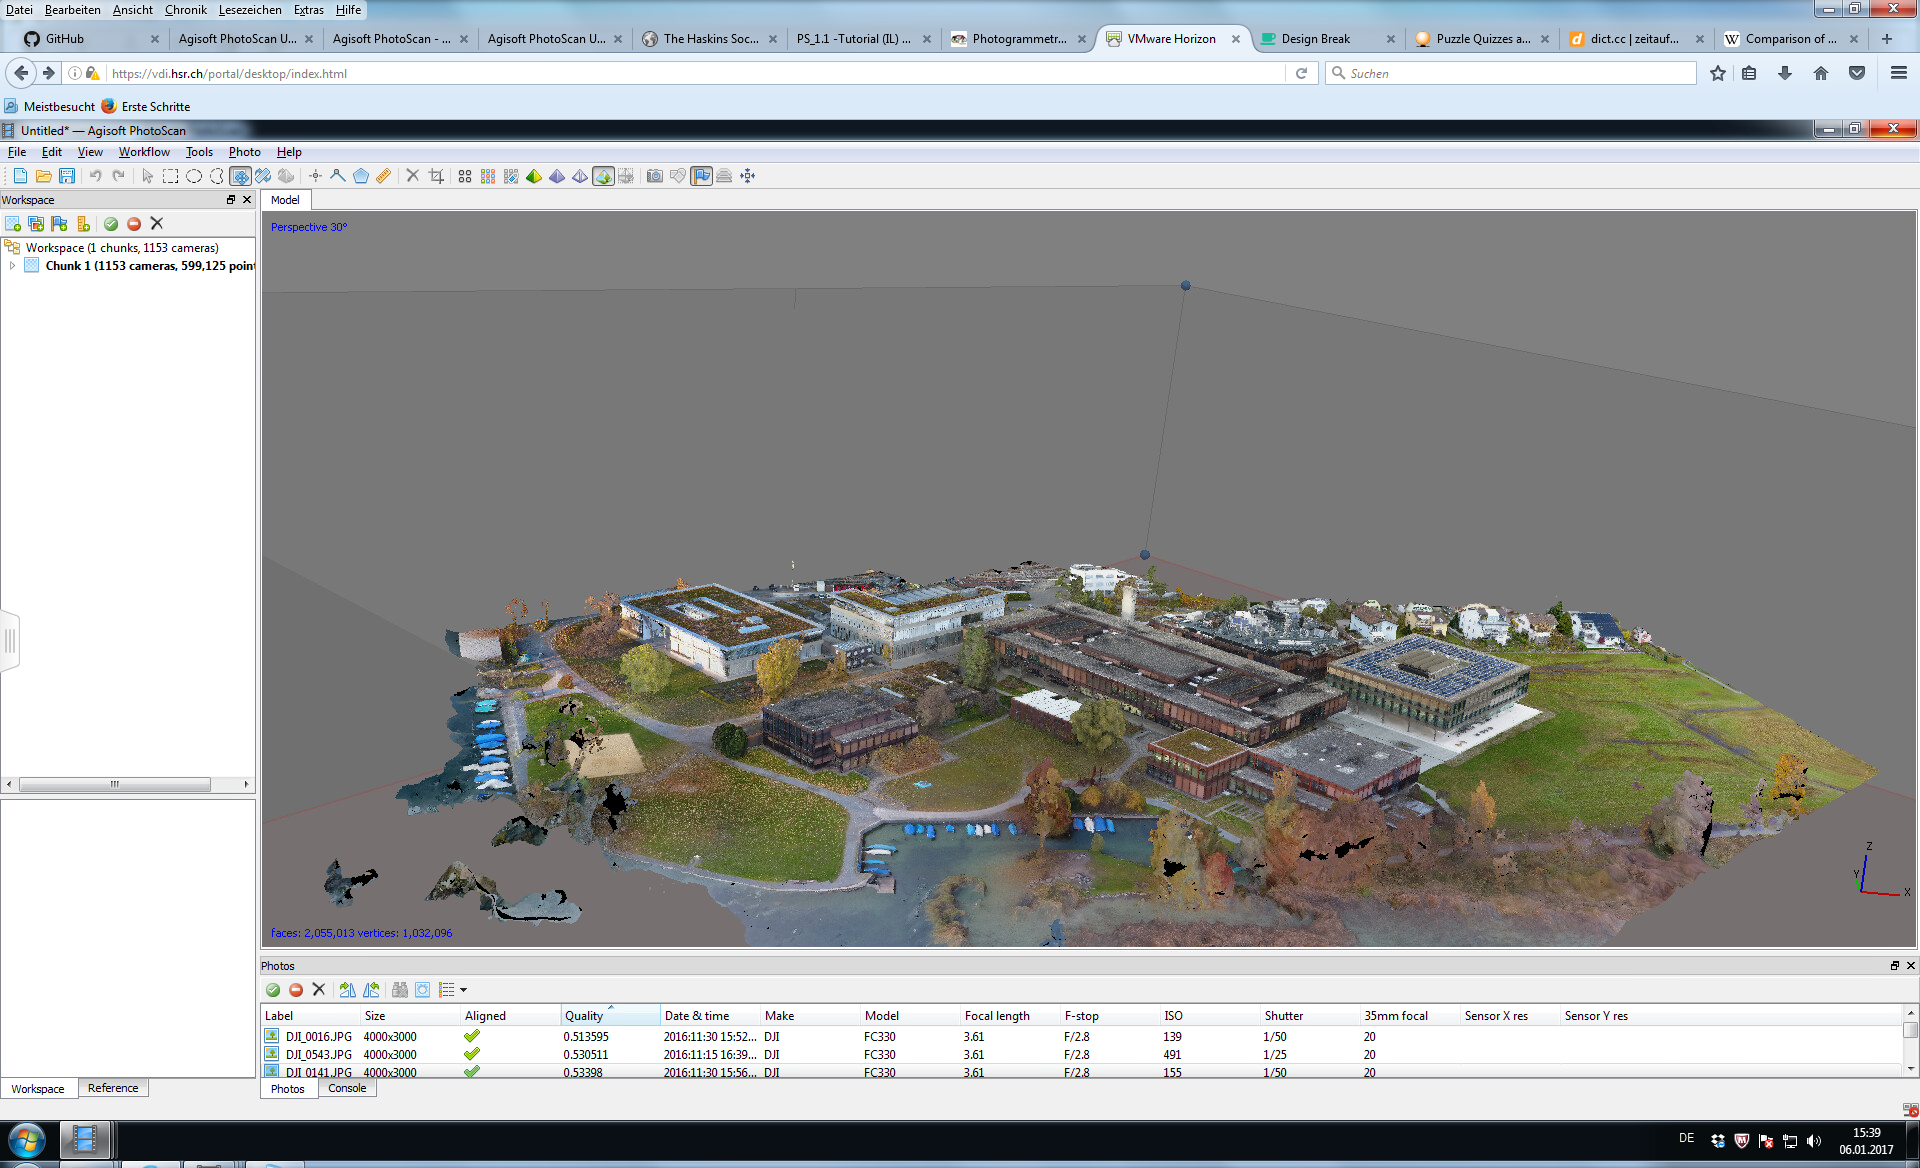 Datei Bearbeiten Ansicht Chronik Lesezeichen Extras Hilfe
GitHub Agisoft PhotoScan U... Agisoft PhotoScan - ... Agisoft PhotoScan U... The Haskins Soc... PS_1.1 -Tutorial (IL) ... Photogrammetr... VMware Horizon Design Break Puzzle Quizzes a... dict.cc | zeitauf... Comparison of ...
https://vdi.hsr.ch/portal/desktop/index.html Suchen
Meistbesucht Erste Schritte
Untitled* — Agisoft PhotoScan
File Edit View Workflow Tools Photo Help
Workspace
Model
Perspective 30°
Workspace (1 chunks, 1153 cameras)
Chunk 1 (1153 cameras, 599,125 point
Z
Y
X
faces: 2,055,013 vertices: 1,032,096
Photos
Label Size Aligned Quality Date & time Make Model Focal length F-stop ISO Shutter 35mm focal Sensor X res Sensor Y res
DJI_0016.JPG 4000x3000 0.513595 2016:11:30 15:52... DJI FC330 3.61 F/2.8 139 1/50 20
DJI_0543.JPG 4000x3000 0.530511 2016:11:15 16:39... DJI FC330 3.61 F/2.8 491 1/25 20
DJI_0141.JPG 4000x3000 0.53398 2016:11:30 15:56... DJI FC330 3.61 F/2.8 155 1/50 20
Workspace Reference Photos Console
DE
15:39
06.01.2017